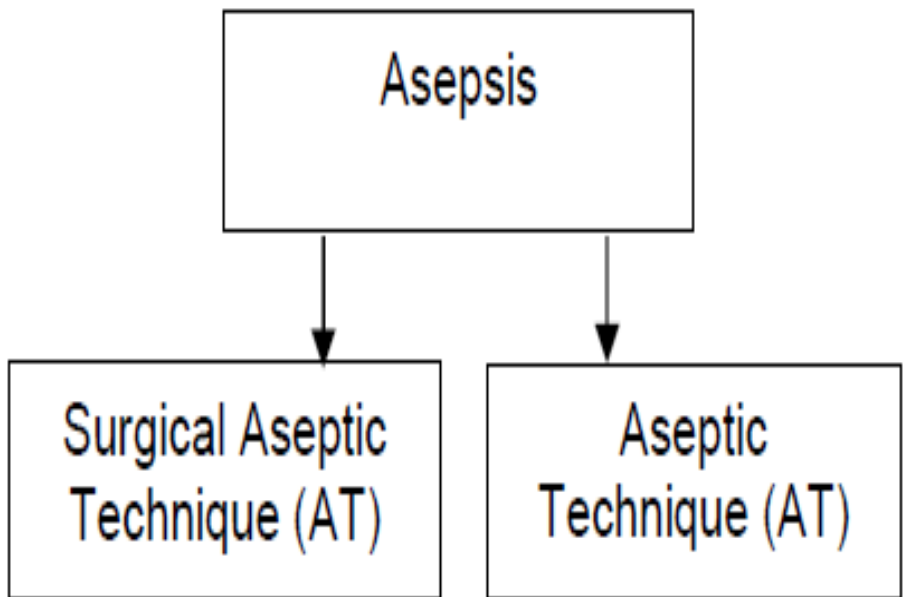 Asepsis
Surgical Aseptic
Technique (AT)
Aseptic
Technique (AT)